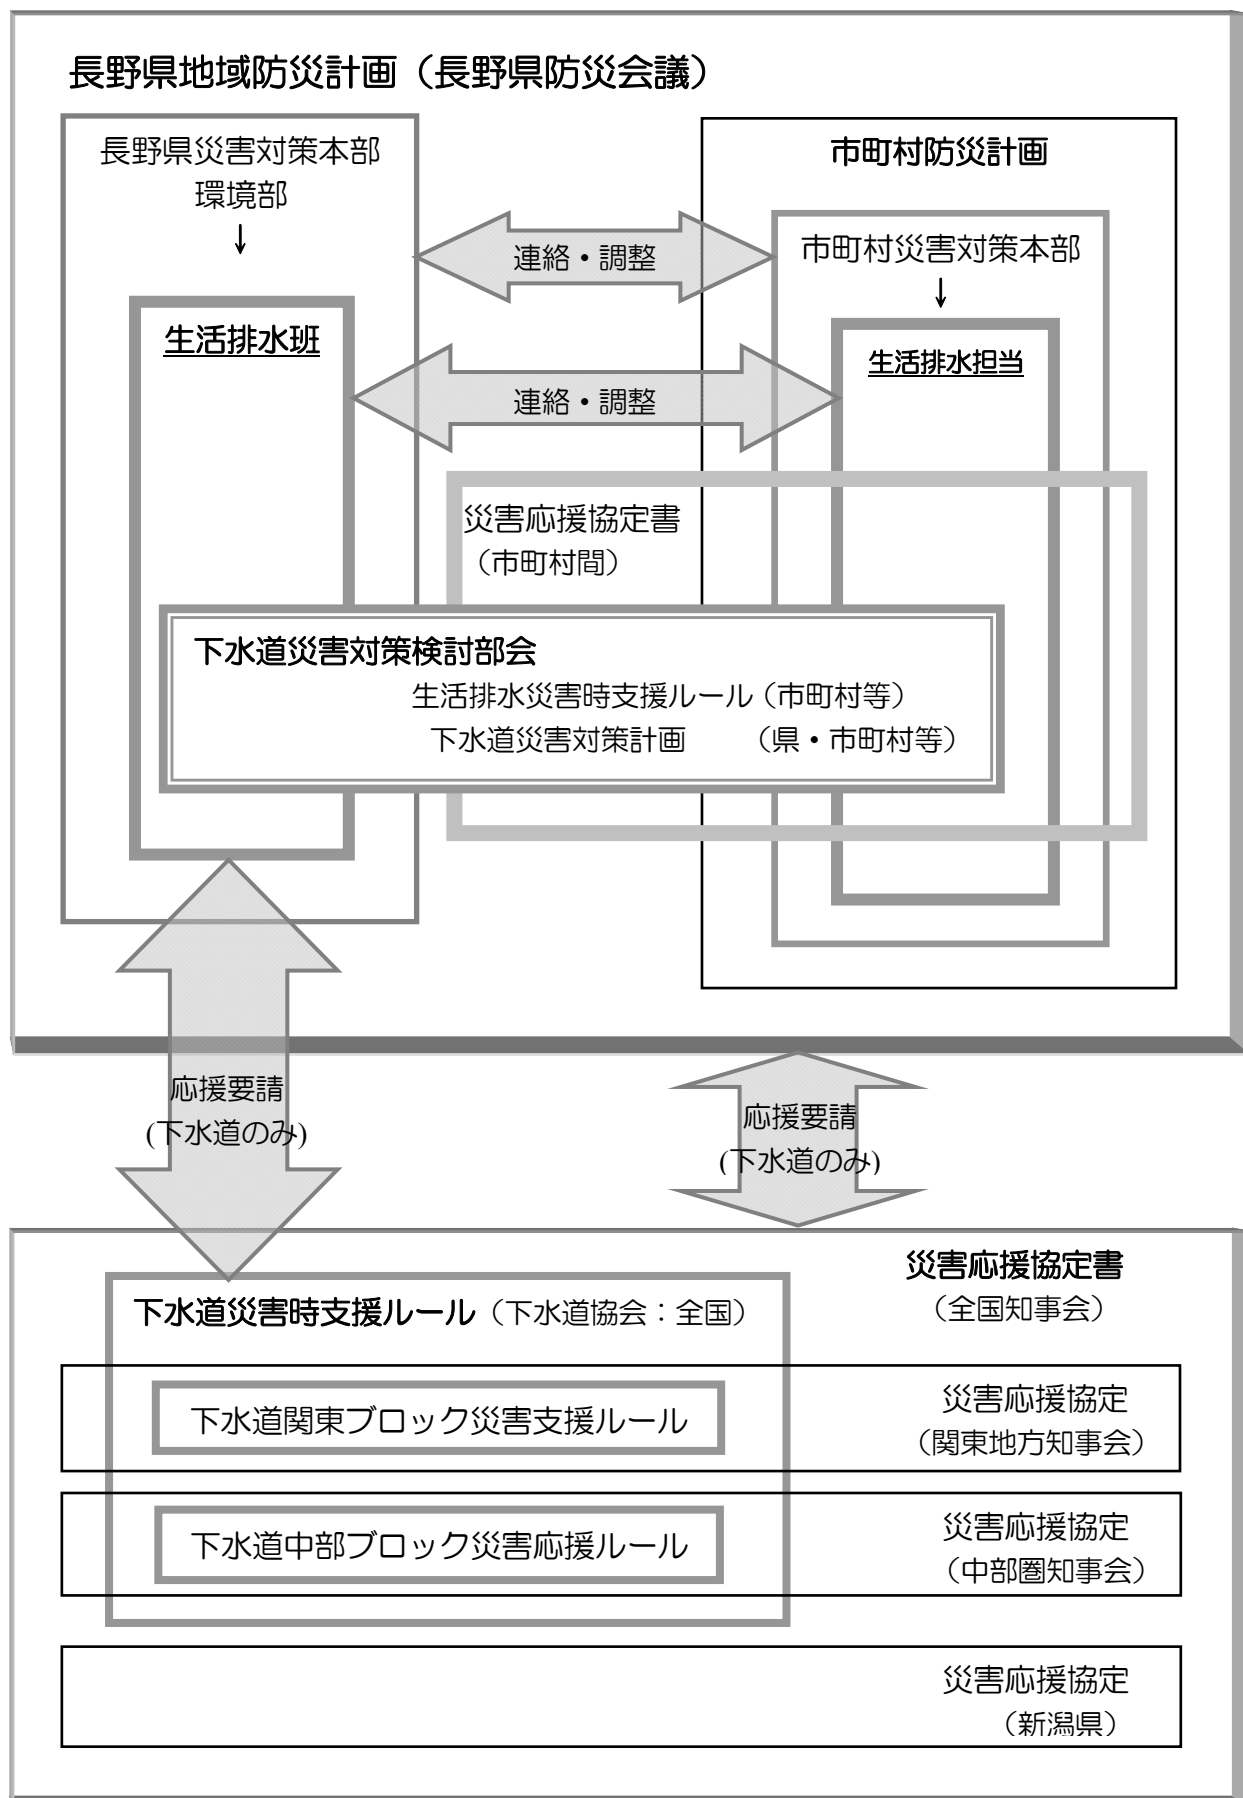 長野県地域防災計画（長野県防災会議）
長野県災害対策本部
環境部
↓
生活排水班
市町村防災計画
市町村災害対策本部
↓
生活排水担当
連絡・調整
連絡・調整
災害応援協定書
（市町村間）
下水道災害対策検討部会
生活排水災害時支援ルール（市町村等）
下水道災害対策計画　　（県・市町村等）
応援要請
(下水道のみ)
応援要請
(下水道のみ)
災害応援協定書
（全国知事会）
下水道災害時支援ルール（下水道協会：全国）
下水道関東ブロック災害支援ルール
災害応援協定
（関東地方知事会）
下水道中部ブロック災害応援ルール
災害応援協定
（中部圏知事会）
災害応援協定
（新潟県）